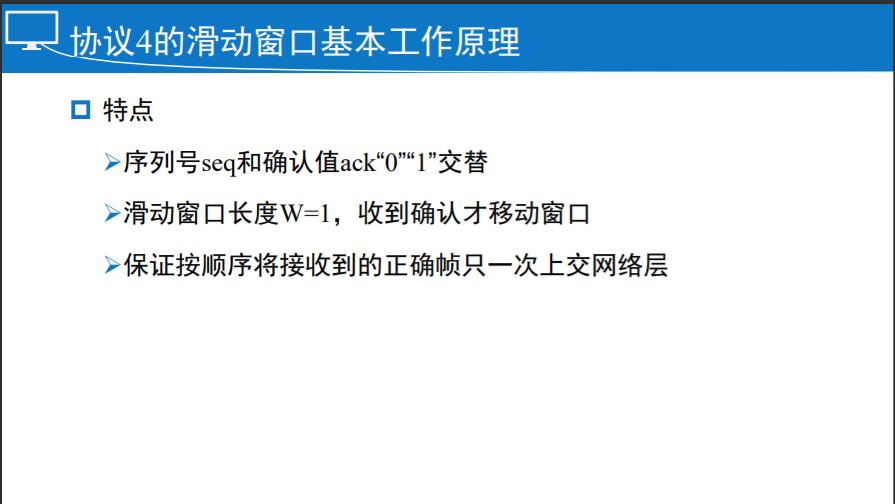 协议4的滑动窗口基本工作原理
特点
序列号seq和确认值ack“0”“1”交替
滑动窗口长度W=1，收到确认才移动窗口
保证按顺序将接收到的正确帧只一次上交网络层